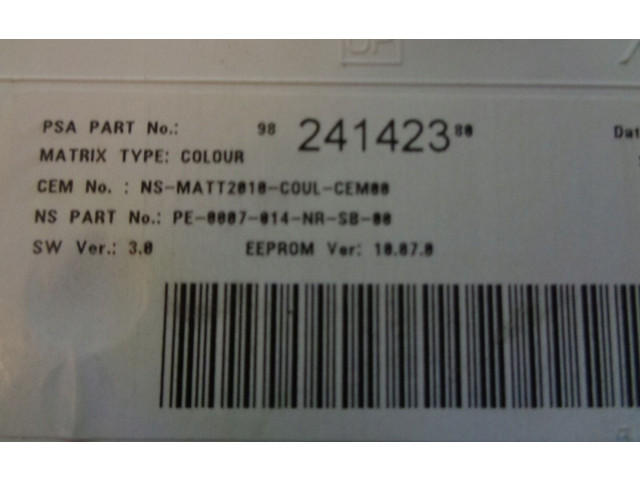 PSA PART No.: 98 241423 80 Dat
MATRIX TYPE: COLOUR
CEM No. : NS-MATT2010-COUL-CEM00
NS PART No.: PE-0007-014-NR-SB-00
SW Ver.: 3.0 EEPROM Ver: 10.07.0